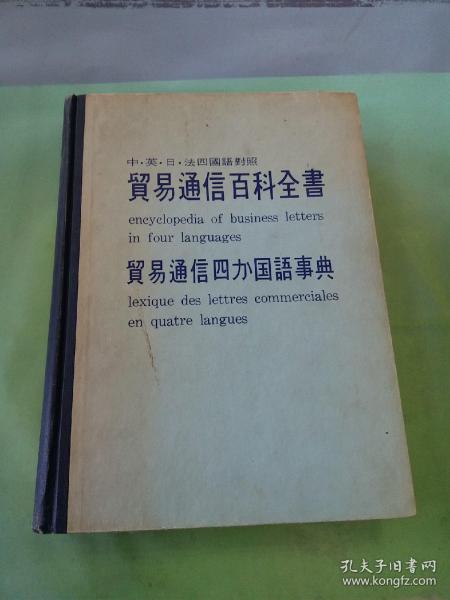 中·英·日·法四國語對照
貿易通信百科全書
encyclopedia of business letters
in four languages
貿易通信四カ国語事典
lexique des lettres commerciales
en quatre langues
孔夫子旧书网
www.kongfz.com